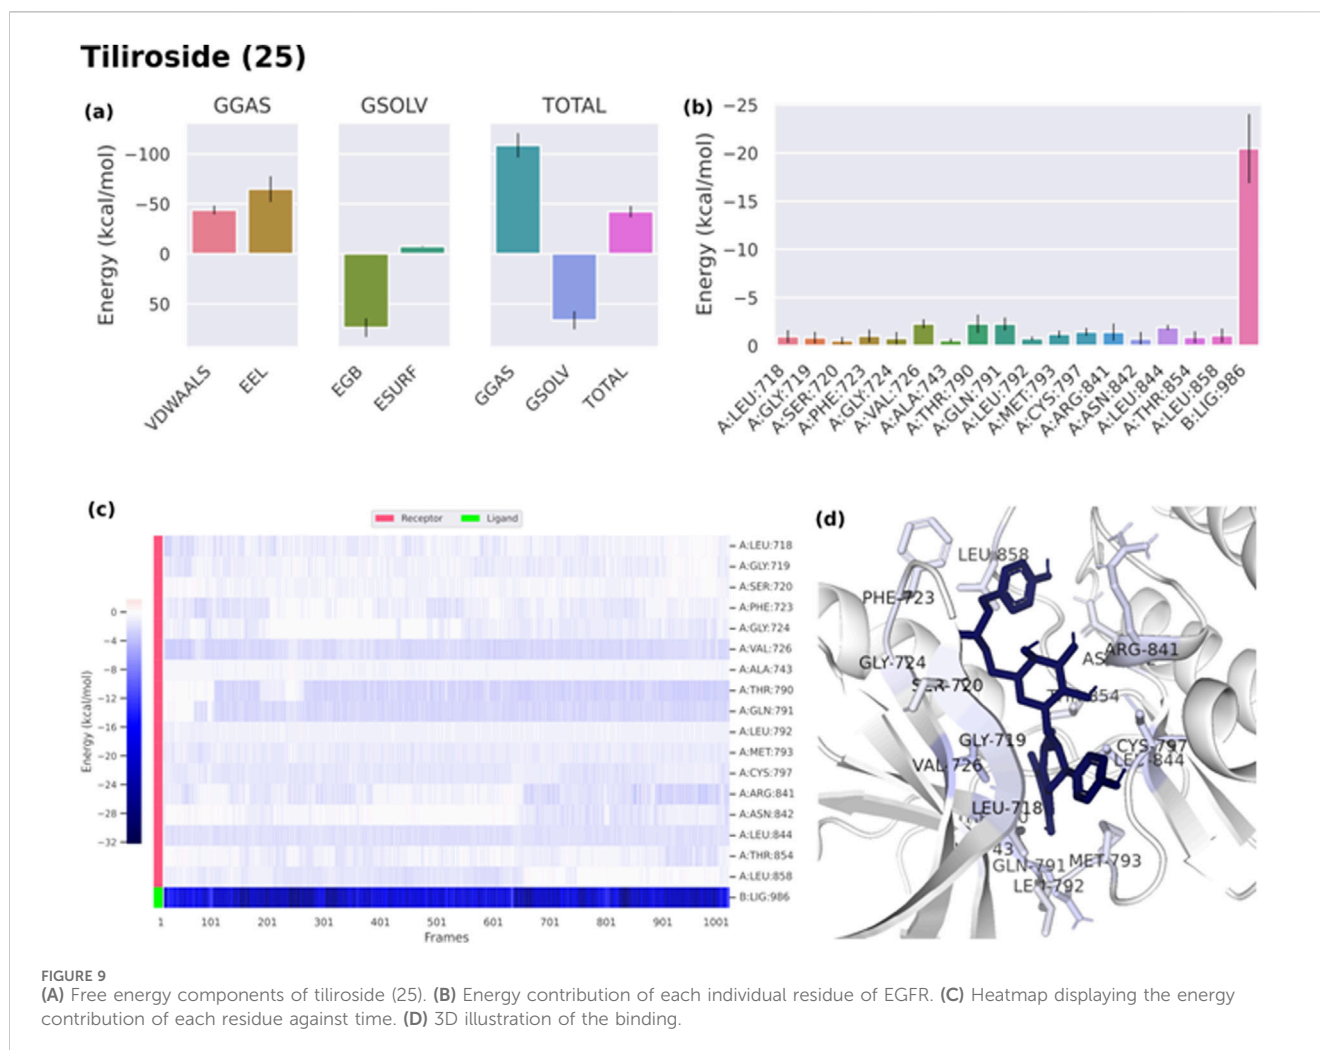 Tiliroside (25)
(a)
GGAS
GSOLV
TOTAL
Energy (kcal/mol)
−100
−50
0
50
VDWAALS
EEL
EGB
ESURF
GGAS
GSOLV
TOTAL
(b)
Energy (kcal/mol)
−25
−20
−15
−10
−5
0
A:LEU:718
A:GLY:719
A:SER:720
A:PHE:723
A:GLY:724
A:VAL:726
A:ALA:743
A:THR:790
A:GLN:791
A:LEU:792
A:MET:793
A:CYS:797
A:ARG:841
A:ASN:842
A:LEU:844
A:THR:854
A:LEU:858
B:LIG:986
(c)
Receptor
Ligand
Energy (kcal/mol)
0
−4
−8
−12
−16
−20
−24
−28
−32
A:LEU:718
A:GLY:719
A:SER:720
A:PHE:723
A:GLY:724
A:VAL:726
A:ALA:743
A:THR:790
A:GLN:791
A:LEU:792
A:MET:793
A:CYS:797
A:ARG:841
A:ASN:842
A:LEU:844
A:THR:854
A:LEU:858
B:LIG:986
1 101 201 301 401 501 601 701 801 901 1001
Frames
(d)
LEU-858
PHE-723
ARG-841
GLY-724
SER-720
GLY-719
CYS-797
VAL-726
LEU-718
GLN-791
MET-793
FIGURE 9
(A) Free energy components of tiliroside (25). (B) Energy contribution of each individual residue of EGFR. (C) Heatmap displaying the energy
contribution of each residue against time. (D) 3D illustration of the binding.